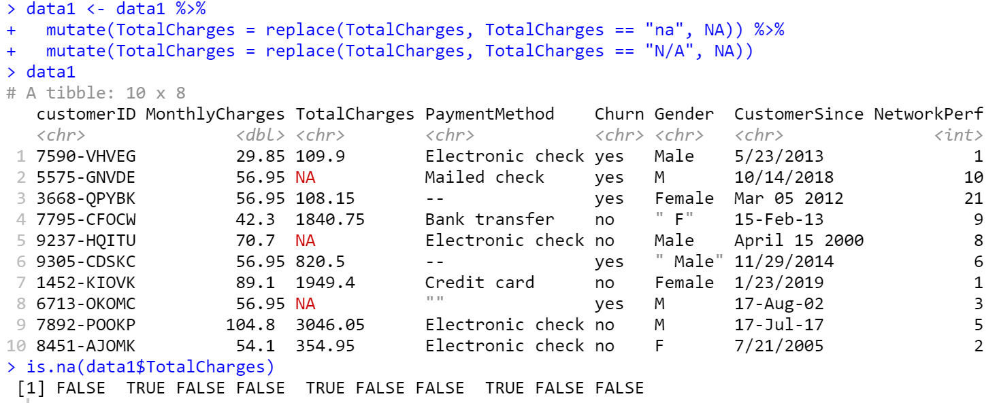 > data1 <- data1 %>%
+   mutate(TotalCharges = replace(TotalCharges, TotalCharges == "na", NA)) %>%
+   mutate(TotalCharges = replace(TotalCharges, TotalCharges == "N/A", NA))
> data1
# A tibble: 10 x 8
   customerID MonthlyCharges TotalCharges PaymentMethod    Churn Gender  CustomerSince NetworkPerf
   <chr>               <dbl> <chr>        <chr>            <chr> <chr>   <chr>               <int>
 1 7590-VHVEG          29.85 109.9        Electronic check yes   Male    5/23/2013               1
 2 5575-GNVDE          56.95 NA           Mailed check     yes   M       10/14/2018             10
 3 3668-QPYBK          56.95 108.15       --               yes   Female  Mar 05 2012            21
 4 7795-CFOCW          42.3  1840.75      Bank transfer    no    " F"    15-Feb-13               9
 5 9237-HQITU          70.7  NA           Electronic check no    Male    April 15 2000           8
 6 9305-CDSKC          56.95 820.5        --               yes   " Male" 11/29/2014              6
 7 1452-KIOVK          89.1  1949.4       Credit card      no    Female  1/23/2019               1
 8 6713-OKOMC          56.95 NA           ""               yes   M       17-Aug-02               3
 9 7892-POOKP         104.8  3046.05      Electronic check no    M       17-Jul-17               5
10 8451-AJOMK          54.1  354.95       Electronic check no    F       7/21/2005               2
> is.na(data1$TotalCharges)
 [1] FALSE  TRUE FALSE FALSE  TRUE FALSE FALSE  TRUE FALSE FALSE